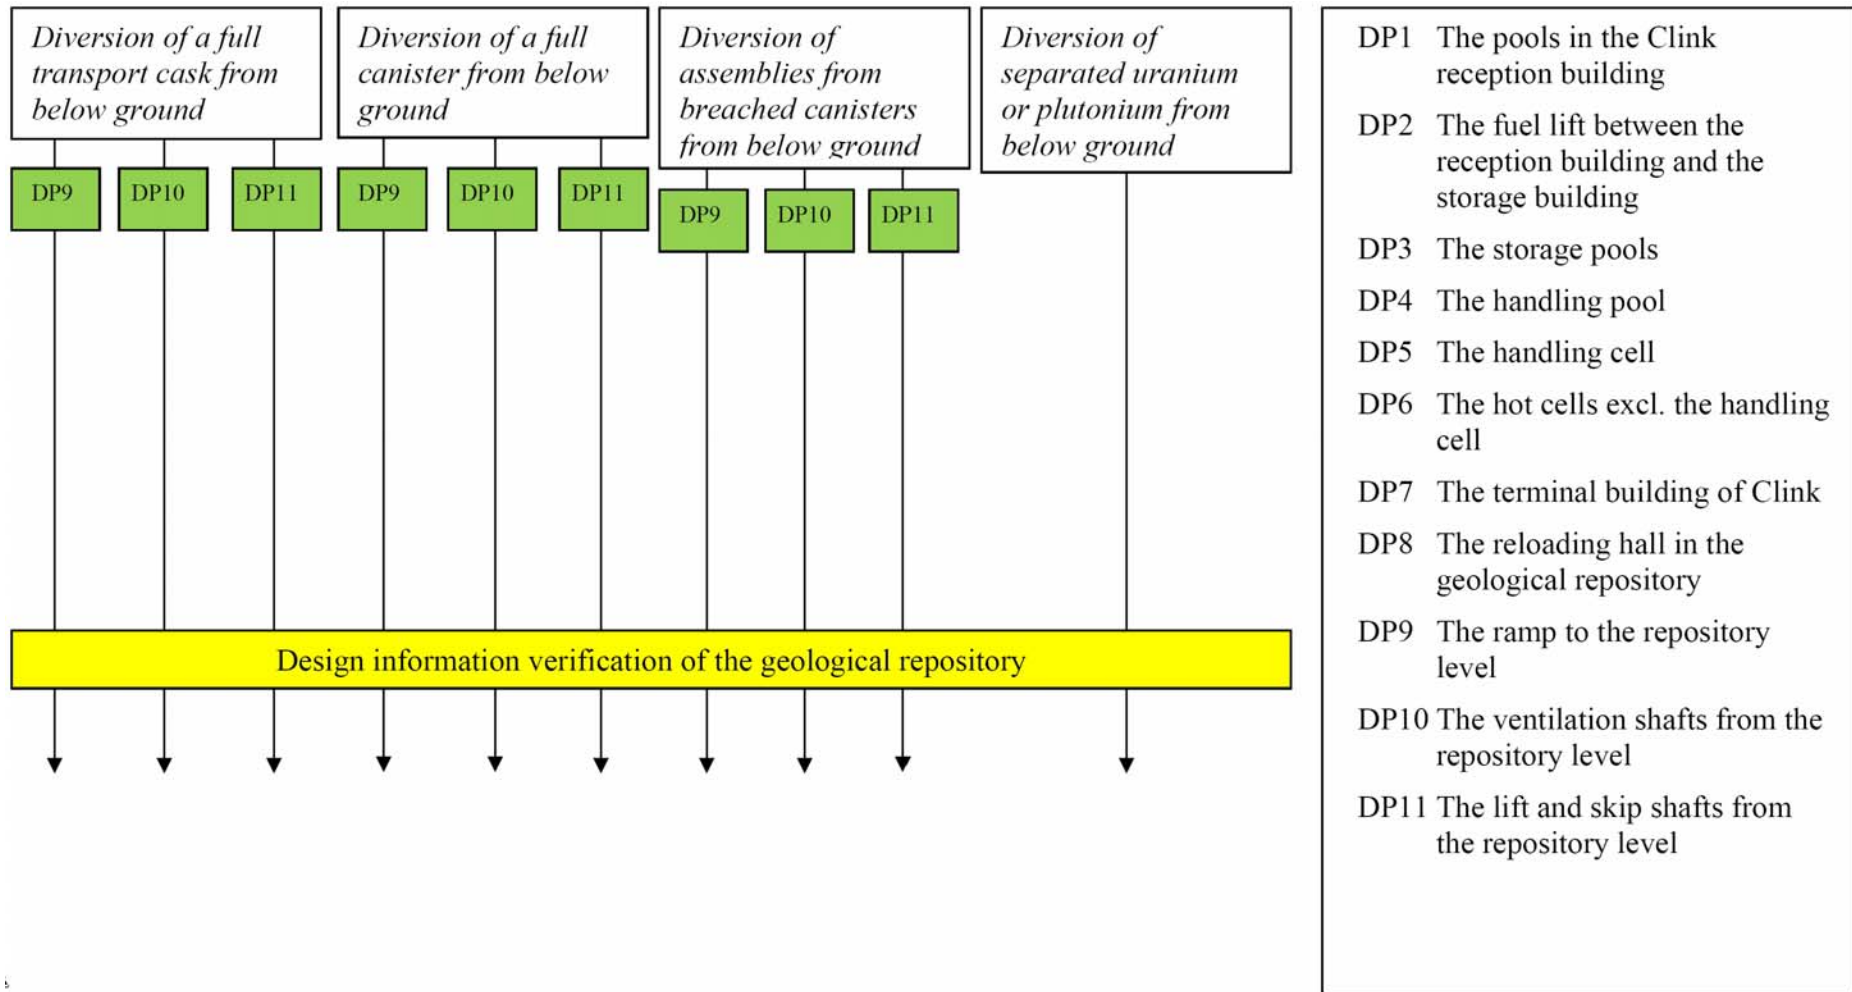 Diversion of a full
transport cask from
below ground
Diversion of a full
canister from below
ground
Diversion of
assemblies from
breached canisters
from below ground
Diversion of
separated uranium
or plutonium from
below ground
DP9
DP10
DP11
DP9
DP10
DP11
DP9
DP10
DP11
Design information verification of the geological repository
DP1 The pools in the Clink
reception building
DP2 The fuel lift between the
reception building and the
storage building
DP3 The storage pools
DP4 The handling pool
DP5 The handling cell
DP6 The hot cells excl. the handling
cell
DP7 The terminal building of Clink
DP8 The reloading hall in the
geological repository
DP9 The ramp to the repository
level
DP10 The ventilation shafts from the
repository level
DP11 The lift and skip shafts from
the repository level